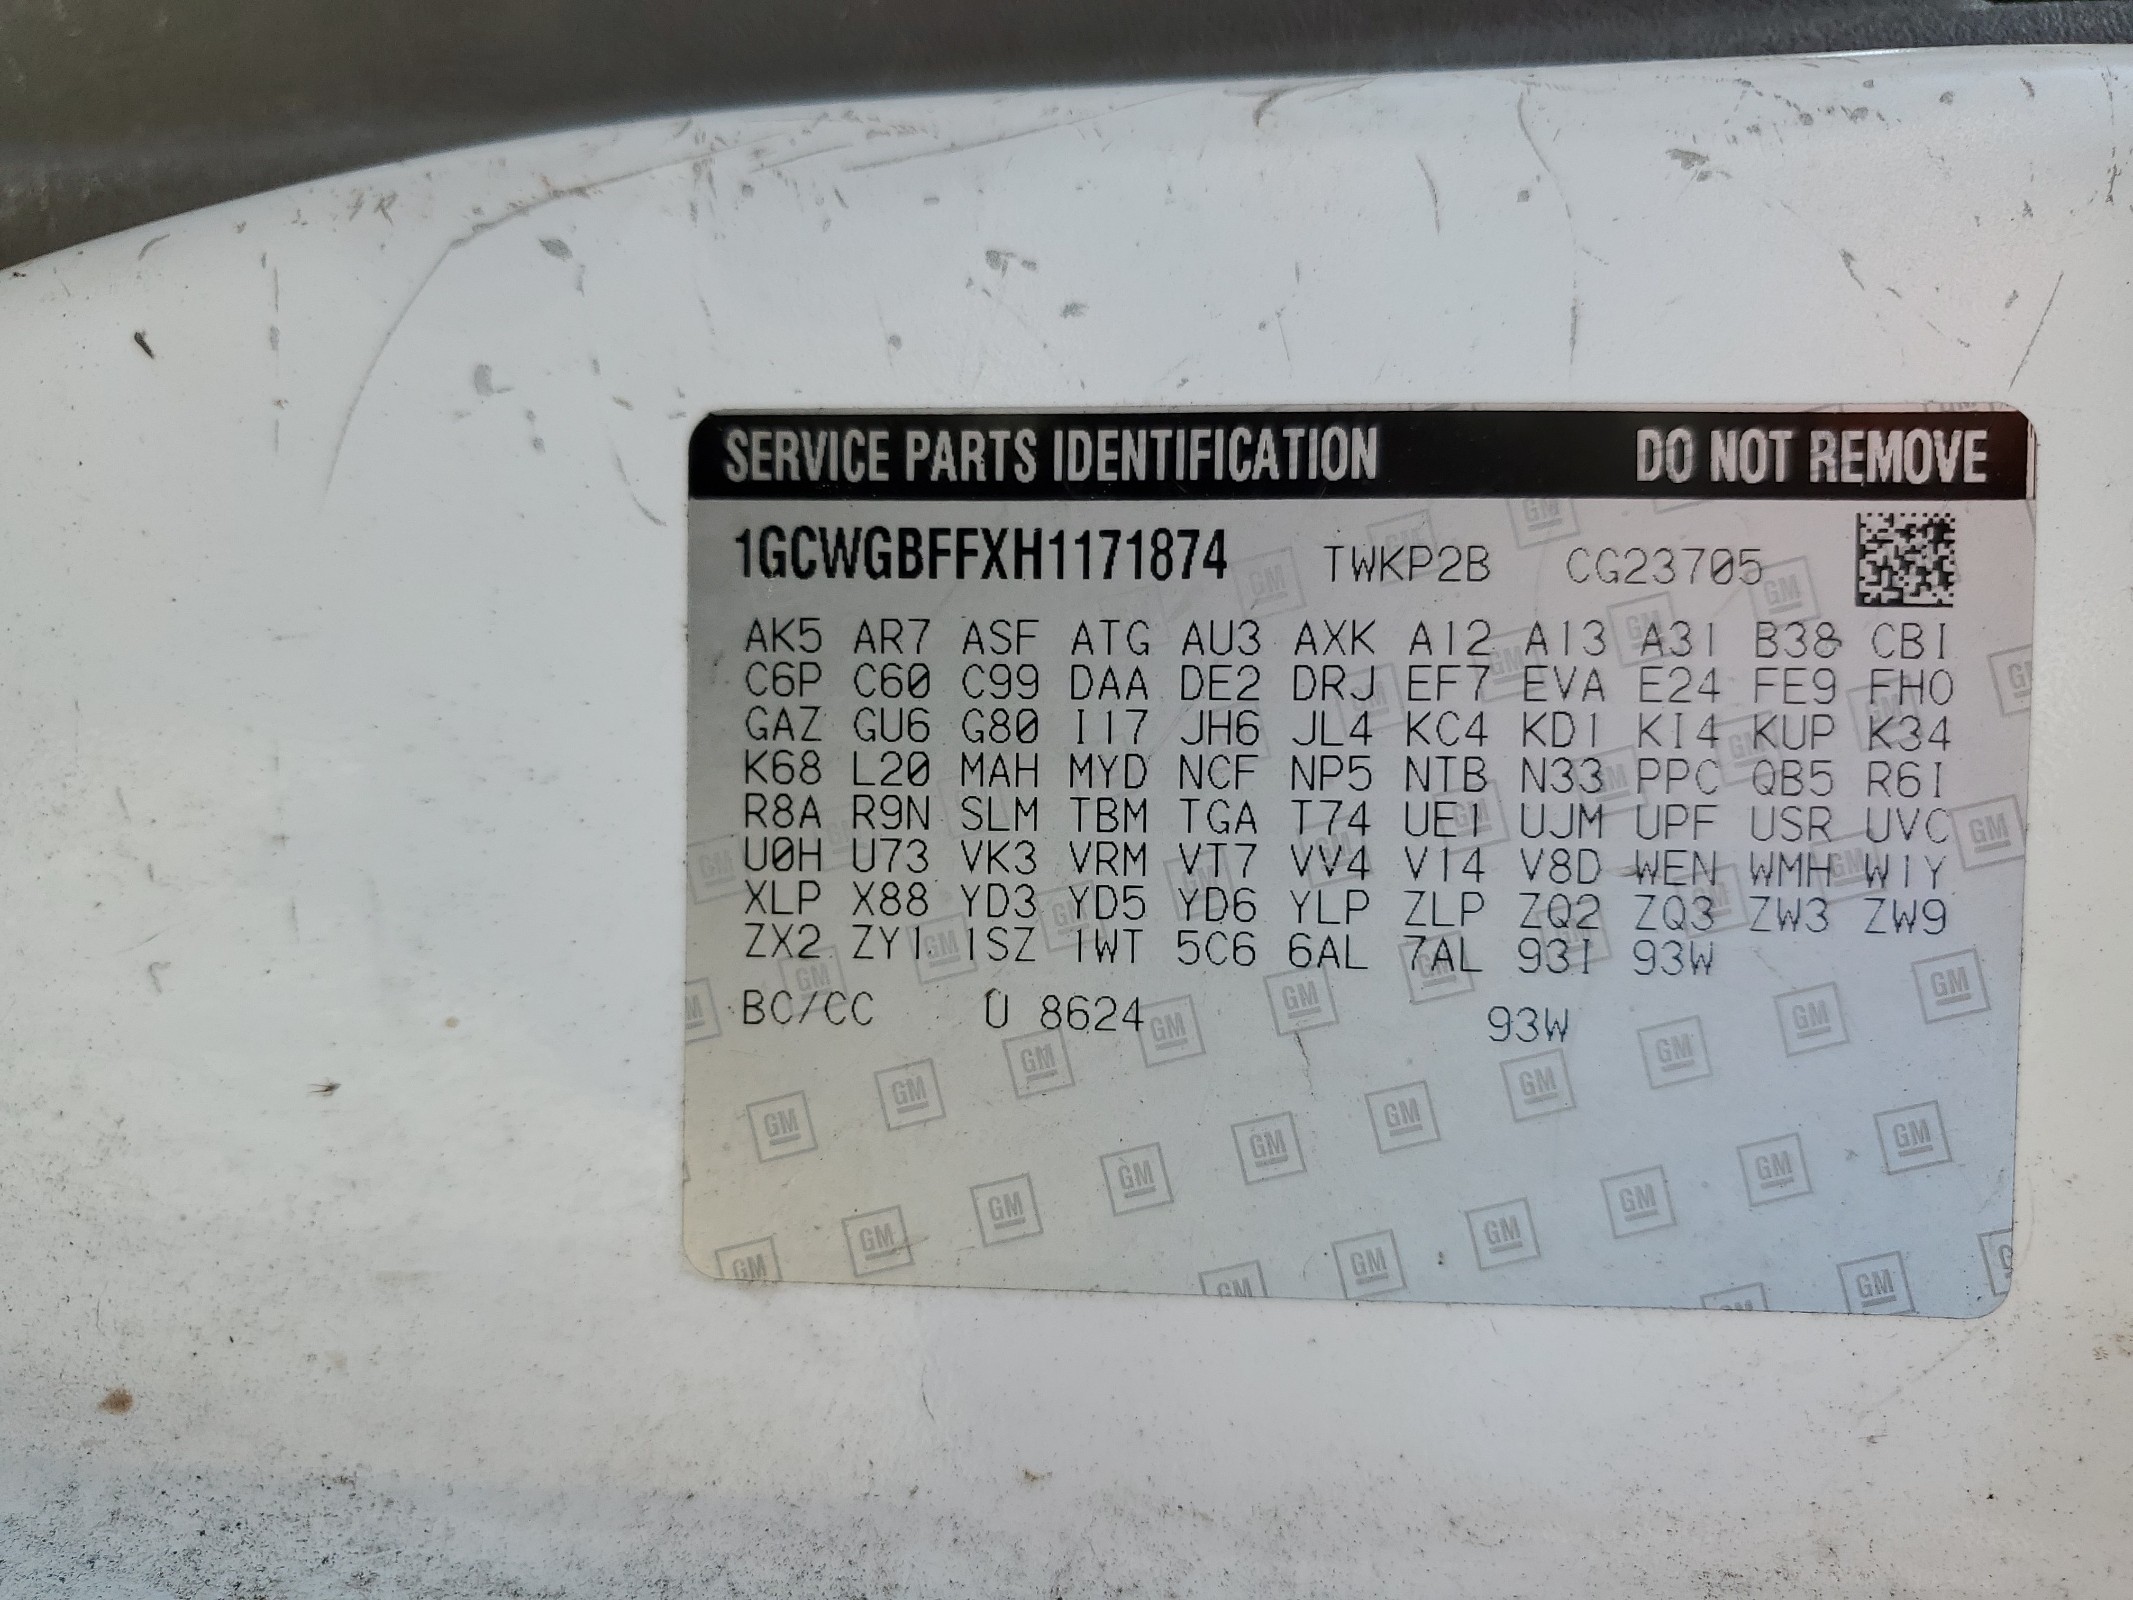 SERVICE PARTS IDENTIFICATION DO NOT REMOVE
1GCWGBFFXH1171874 TWKP2B CG23705
AK5 AR7 ASF ATG AU3 AXK A12 A13 A31 B38 CBI
C6P C60 C99 DAA DE2 DRJ EF7 EVA E24 FE9 FHO
GAZ GU6 G80 I17 JH6 JL4 KC4 KD1 KI4 KUP K34
K68 L20 MAH MYD NCF NP5 NTB N33 PPC QB5 R6I
R8A R9N SLM TBM TGA T74 UE1 UJM UPF USR UVC
U0H U73 VK3 VRM VT7 VV4 V14 V8D WEN WMH W1Y
XLP X88 YD3 YD5 YD6 YLP ZLP ZQ2 ZQ3 ZW3 ZW9
ZX2 ZY1 1SZ 1WT 5C6 6AL 7AL 93I 93W
BC/CC U 8624 93W